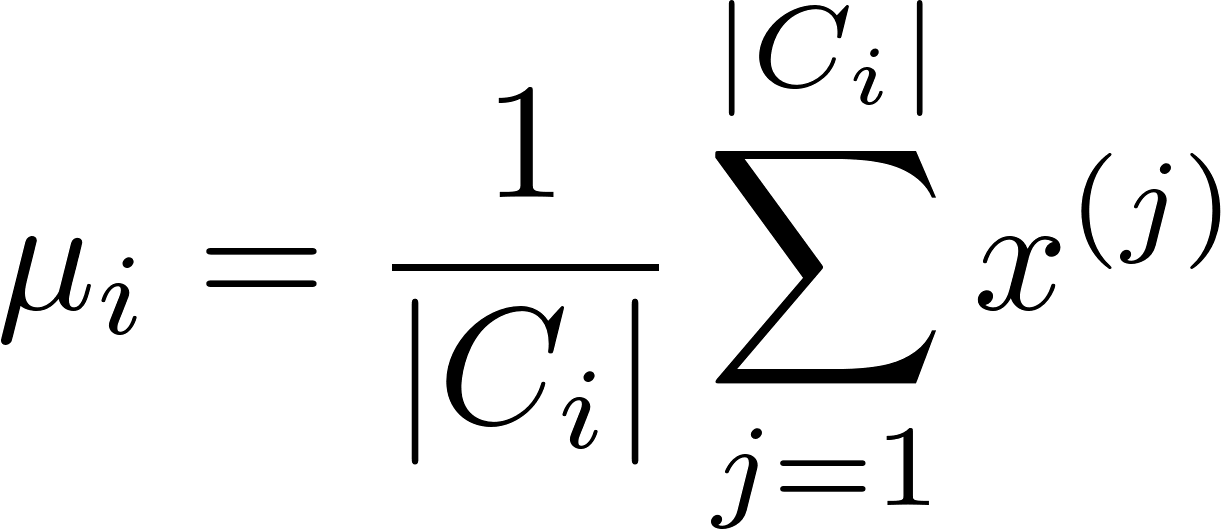 μ_i = \frac{1}{|C_i|} \sum_{j=1}^{|C_i|} x^{(j)}